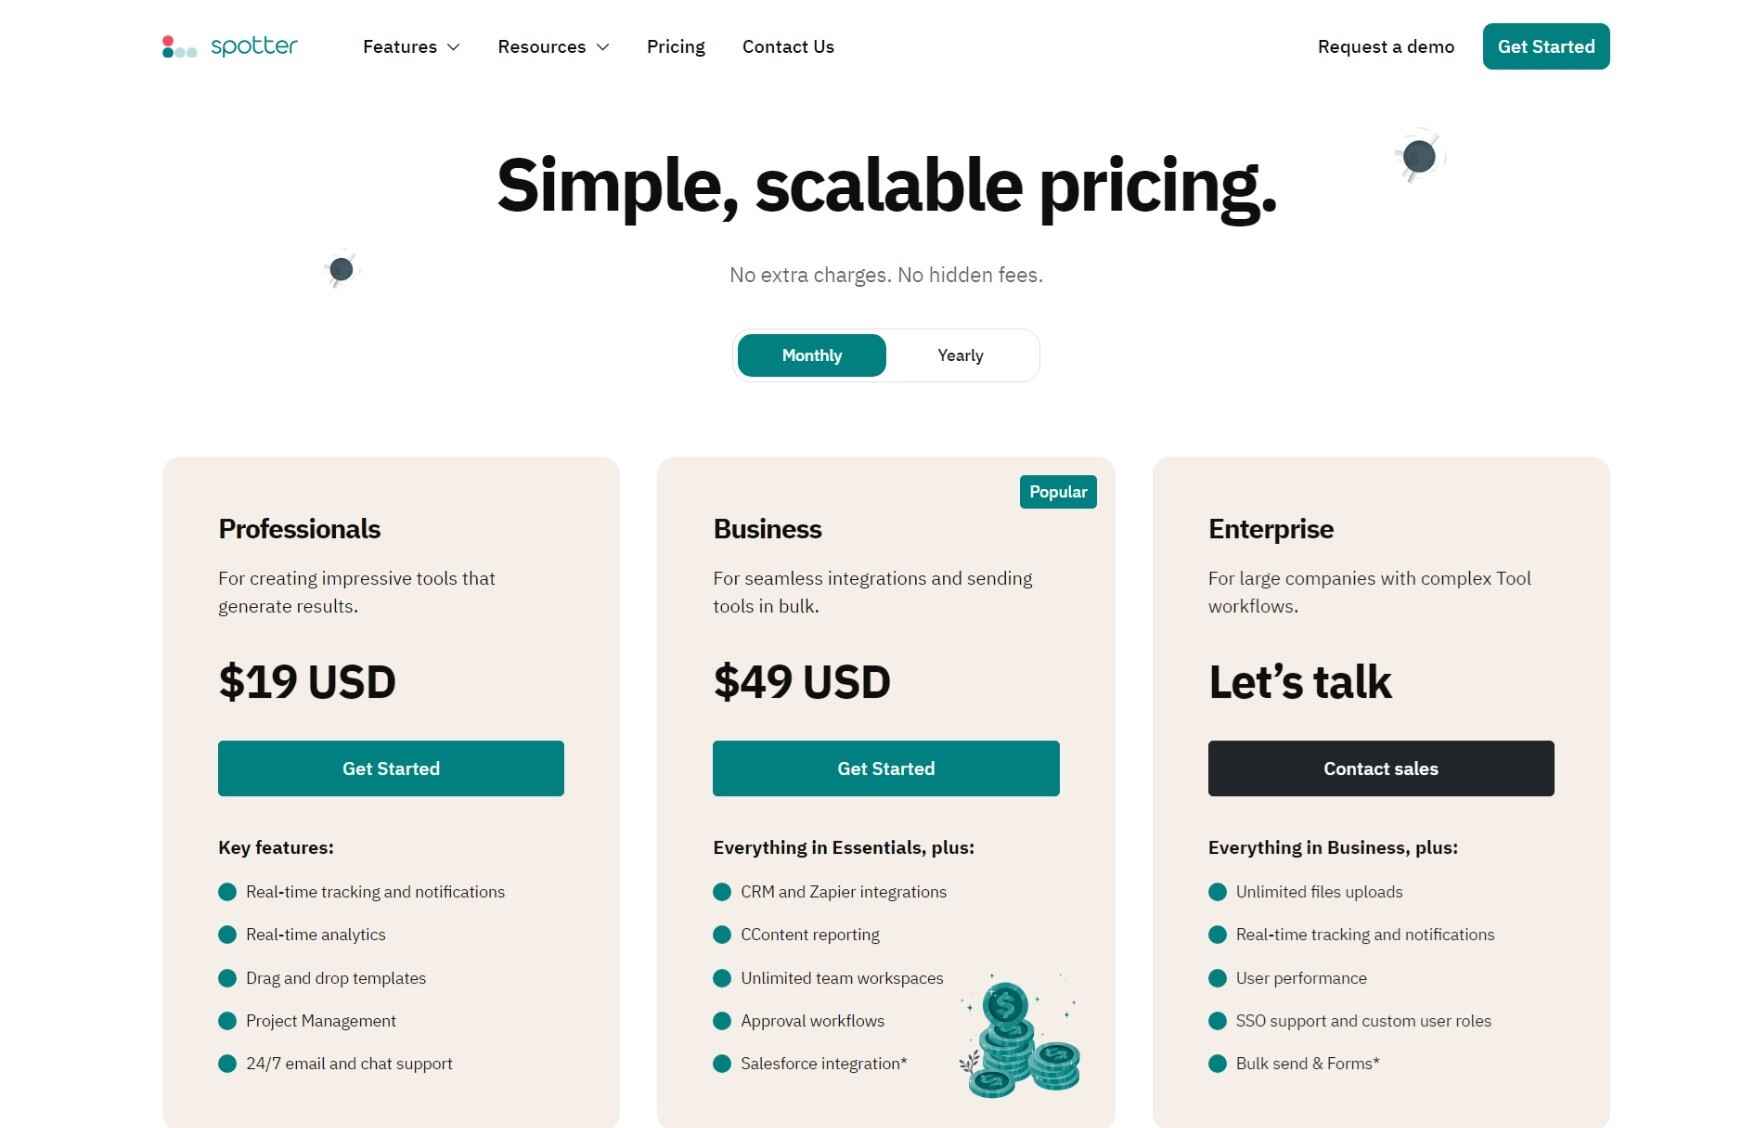 spotter
Features
Resources
Pricing
Contact Us
Request a demo
Get Started
Simple, scalable pricing.
No extra charges. No hidden fees.
Monthly
Yearly
Professionals
For creating impressive tools that
generate results.
$19 USD
Get Started
Key features:
Real-time tracking and notifications
Real-time analytics
Drag and drop templates
Project Management
24/7 email and chat support
Popular
Business
For seamless integrations and sending
tools in bulk.
$49 USD
Get Started
Everything in Essentials, plus:
CRM and Zapier integrations
CContent reporting
Unlimited team workspaces
Approval workflows
Salesforce integration*
Enterprise
For large companies with complex Tool
workflows.
Let’s talk
Contact sales
Everything in Business, plus:
Unlimited files uploads
Real-time tracking and notifications
User performance
SSO support and custom user roles
Bulk send & Forms*